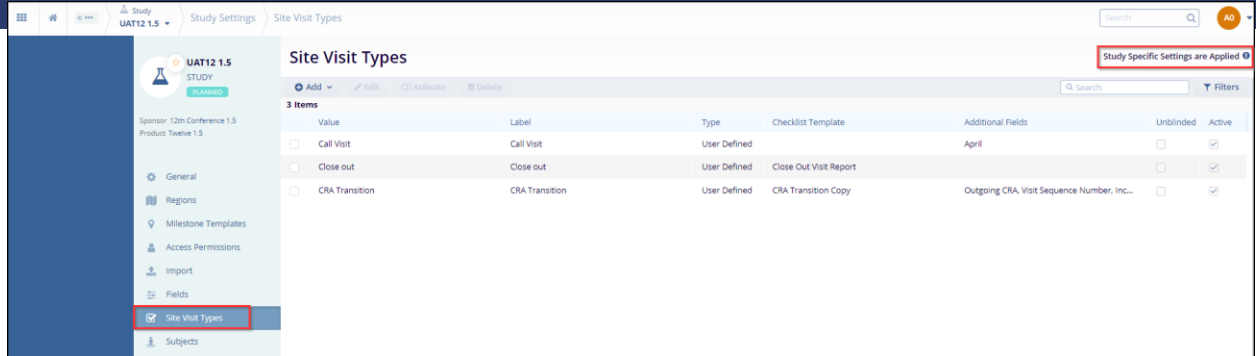 Study
UAT12 1.5
Study Settings
Site Visit Types
Search
AO
UAT12 1.5
STUDY
PLANNED
Sponsor 12th Conference 1.5
Product Twelve 1.5
General
Regions
Milestone Templates
Access Permissions
Import
Fields
Site Visit Types
Subjects
Site Visit Types
Study Specific Settings are Applied
Add Edit Activate Delete
Search
Filters
3 Items
Value Label Type Checklist Template Additional Fields Unblinded Active
Call Visit Call Visit User Defined April
Close out Close out User Defined Close Out Visit Report
CRA Transition CRA Transition User Defined CRA Transition Copy Outgoing CRA, Visit Sequence Number, Inc...